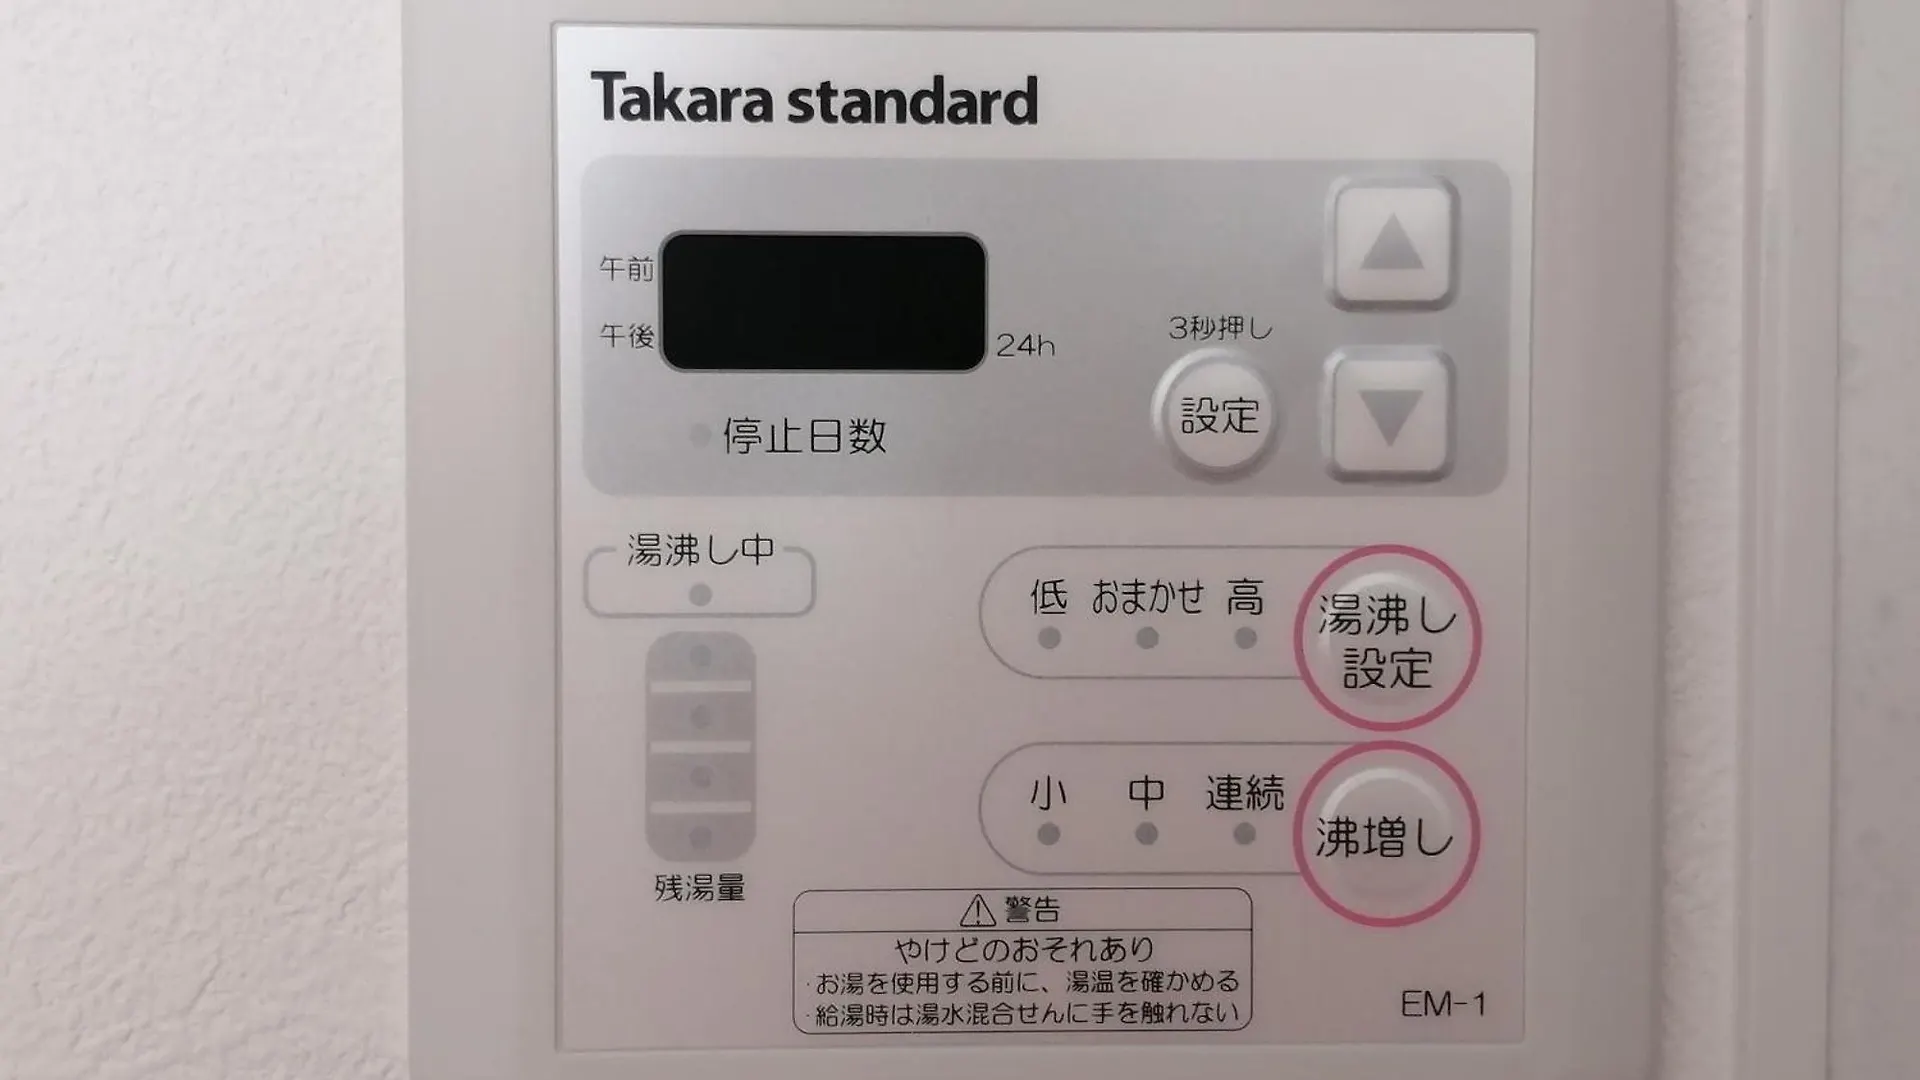 Takara standard
午前
午後
24h
3秒押し
▲
▼
設定
停止日数
湯沸し中
低 おまかせ 高
湯沸し
設定
小 中 連続
沸増し
残湯量
⚠警告
やけどのおそれあり
・お湯を使用する前に、湯温を確かめる
・給湯時は湯水混合せんに手を触れない
EM-1